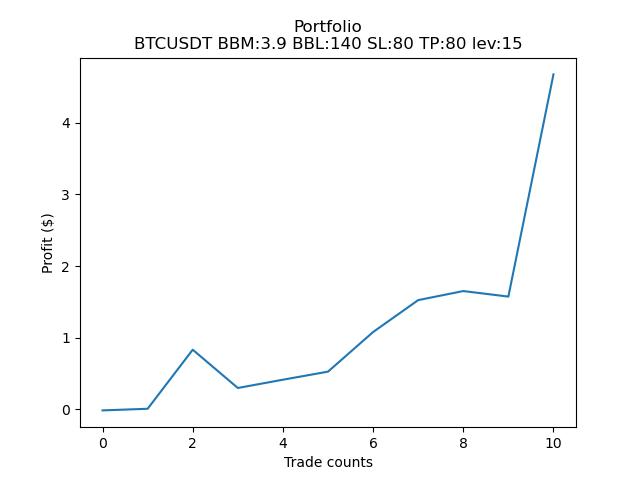 Portfolio
BTCUSDT BBM:3.9 BBL:140 SL:80 TP:80 lev:15
4
3
2
1
0
Profit ($)
0 2 4 6 8 10
Trade counts